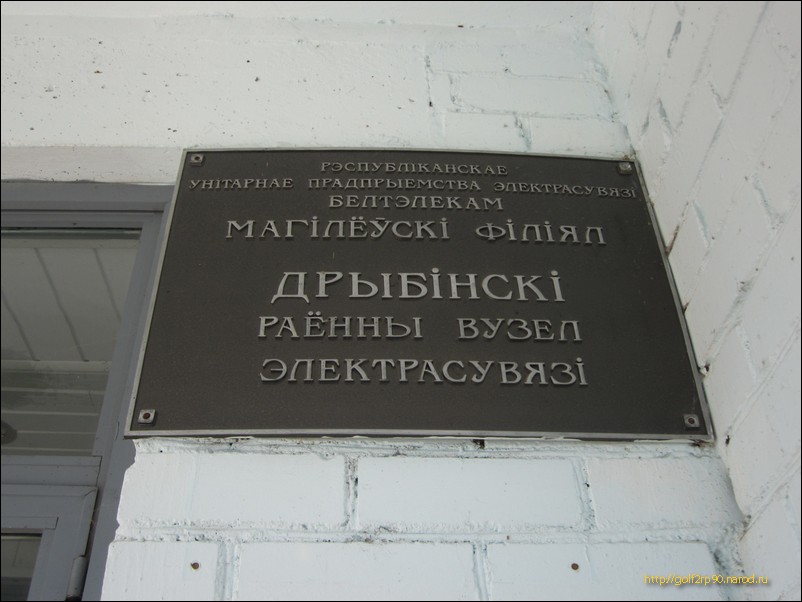 РЭСПУБЛІКАНСКАЕ
УНІТАРНАЕ ПРАДПРЫЕМСТВА ЭЛЕКТРАСУВЯЗІ
БЕЛТЭЛЕКАМ
МАГІЛЁЎСКІ ФІЛІЯЛ
ДРЫБІНСКІ
РАЁННЫ ВУЗЕЛ
ЭЛЕКТРАСУВЯЗІ
http://golf2rp90.narod.ru